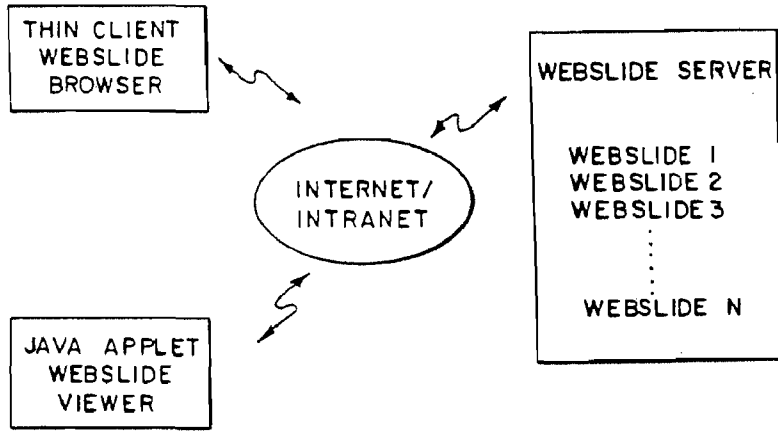 THIN CLIENT
WEBSLIDE
BROWSER
INTERNET/
INTRANET
JAVA APPLET
WEBSLIDE
VIEWER
WEBSLIDE SERVER
WEBSLIDE 1
WEBSLIDE 2
WEBSLIDE 3
WEBSLIDE N